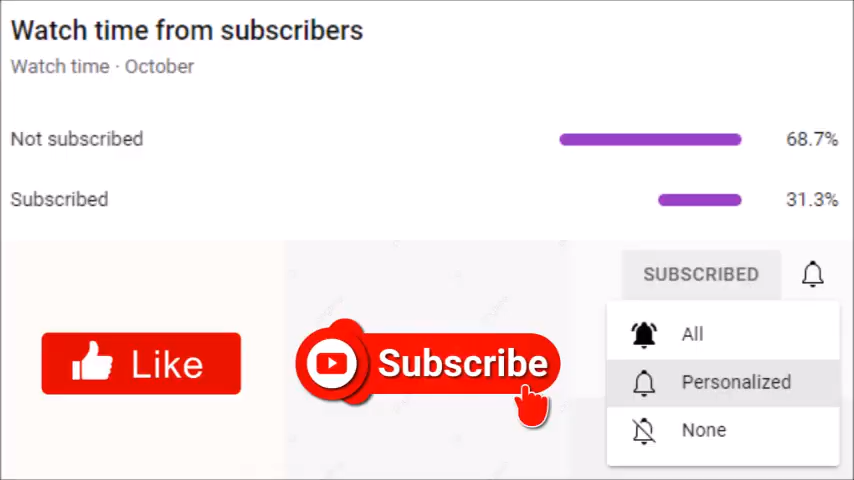 Watch time from subscribers
Watch time · October
Not subscribed 68.7%
Subscribed 31.3%
SUBSCRIBED
Like
Subscribe
All
Personalized
None